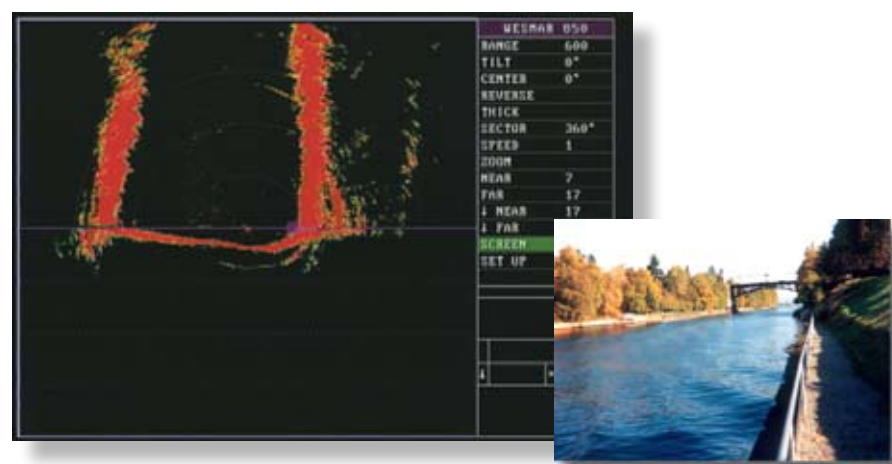 WESMAR 850
RANGE 600
TILT 0°
CENTER 0°
REVERSE
THICK
SECTOR 360°
SPEED 1
ZOOM
NEAR 7
FAR 17
↓ NEAR 17
↓ FAR
SCREEN
SET UP